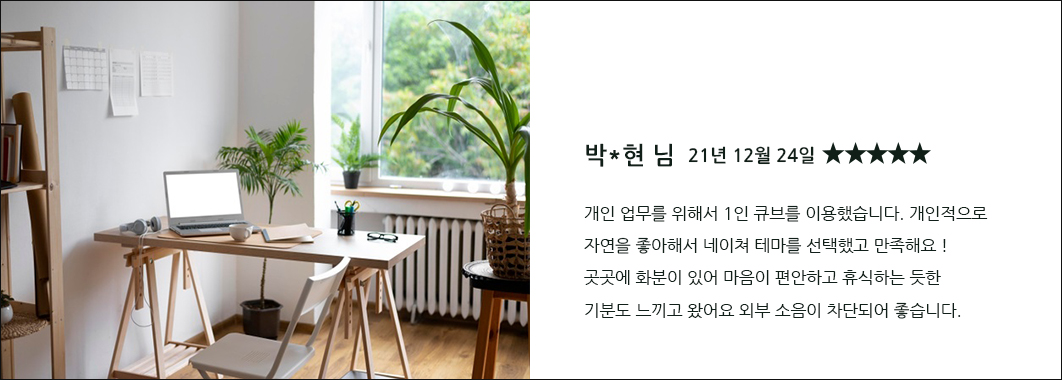 박*현 님 21년 12월 24일 ★★★★★
개인 업무를 위해서 1인 큐브를 이용했습니다. 개인적으로
자연을 좋아해서 네이쳐 테마를 선택했고 만족해요 !
곳곳에 화분이 있어 마음이 편안하고 휴식하는 듯한
기분도 느끼고 왔어요 외부 소음이 차단되어 좋습니다.